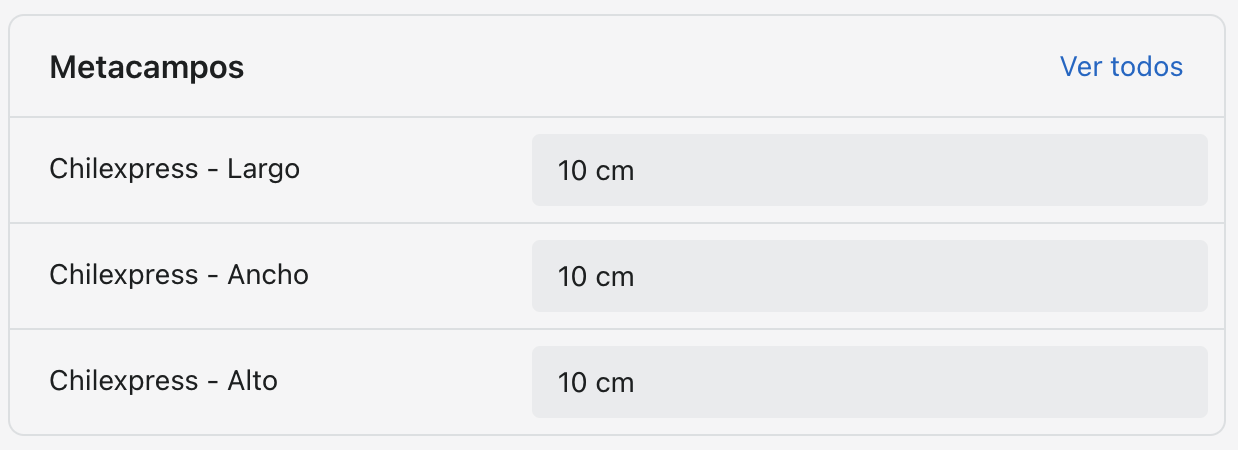 Metacampos
Ver todos
Chilexpress - Largo
10 cm
Chilexpress - Ancho
10 cm
Chilexpress - Alto
10 cm